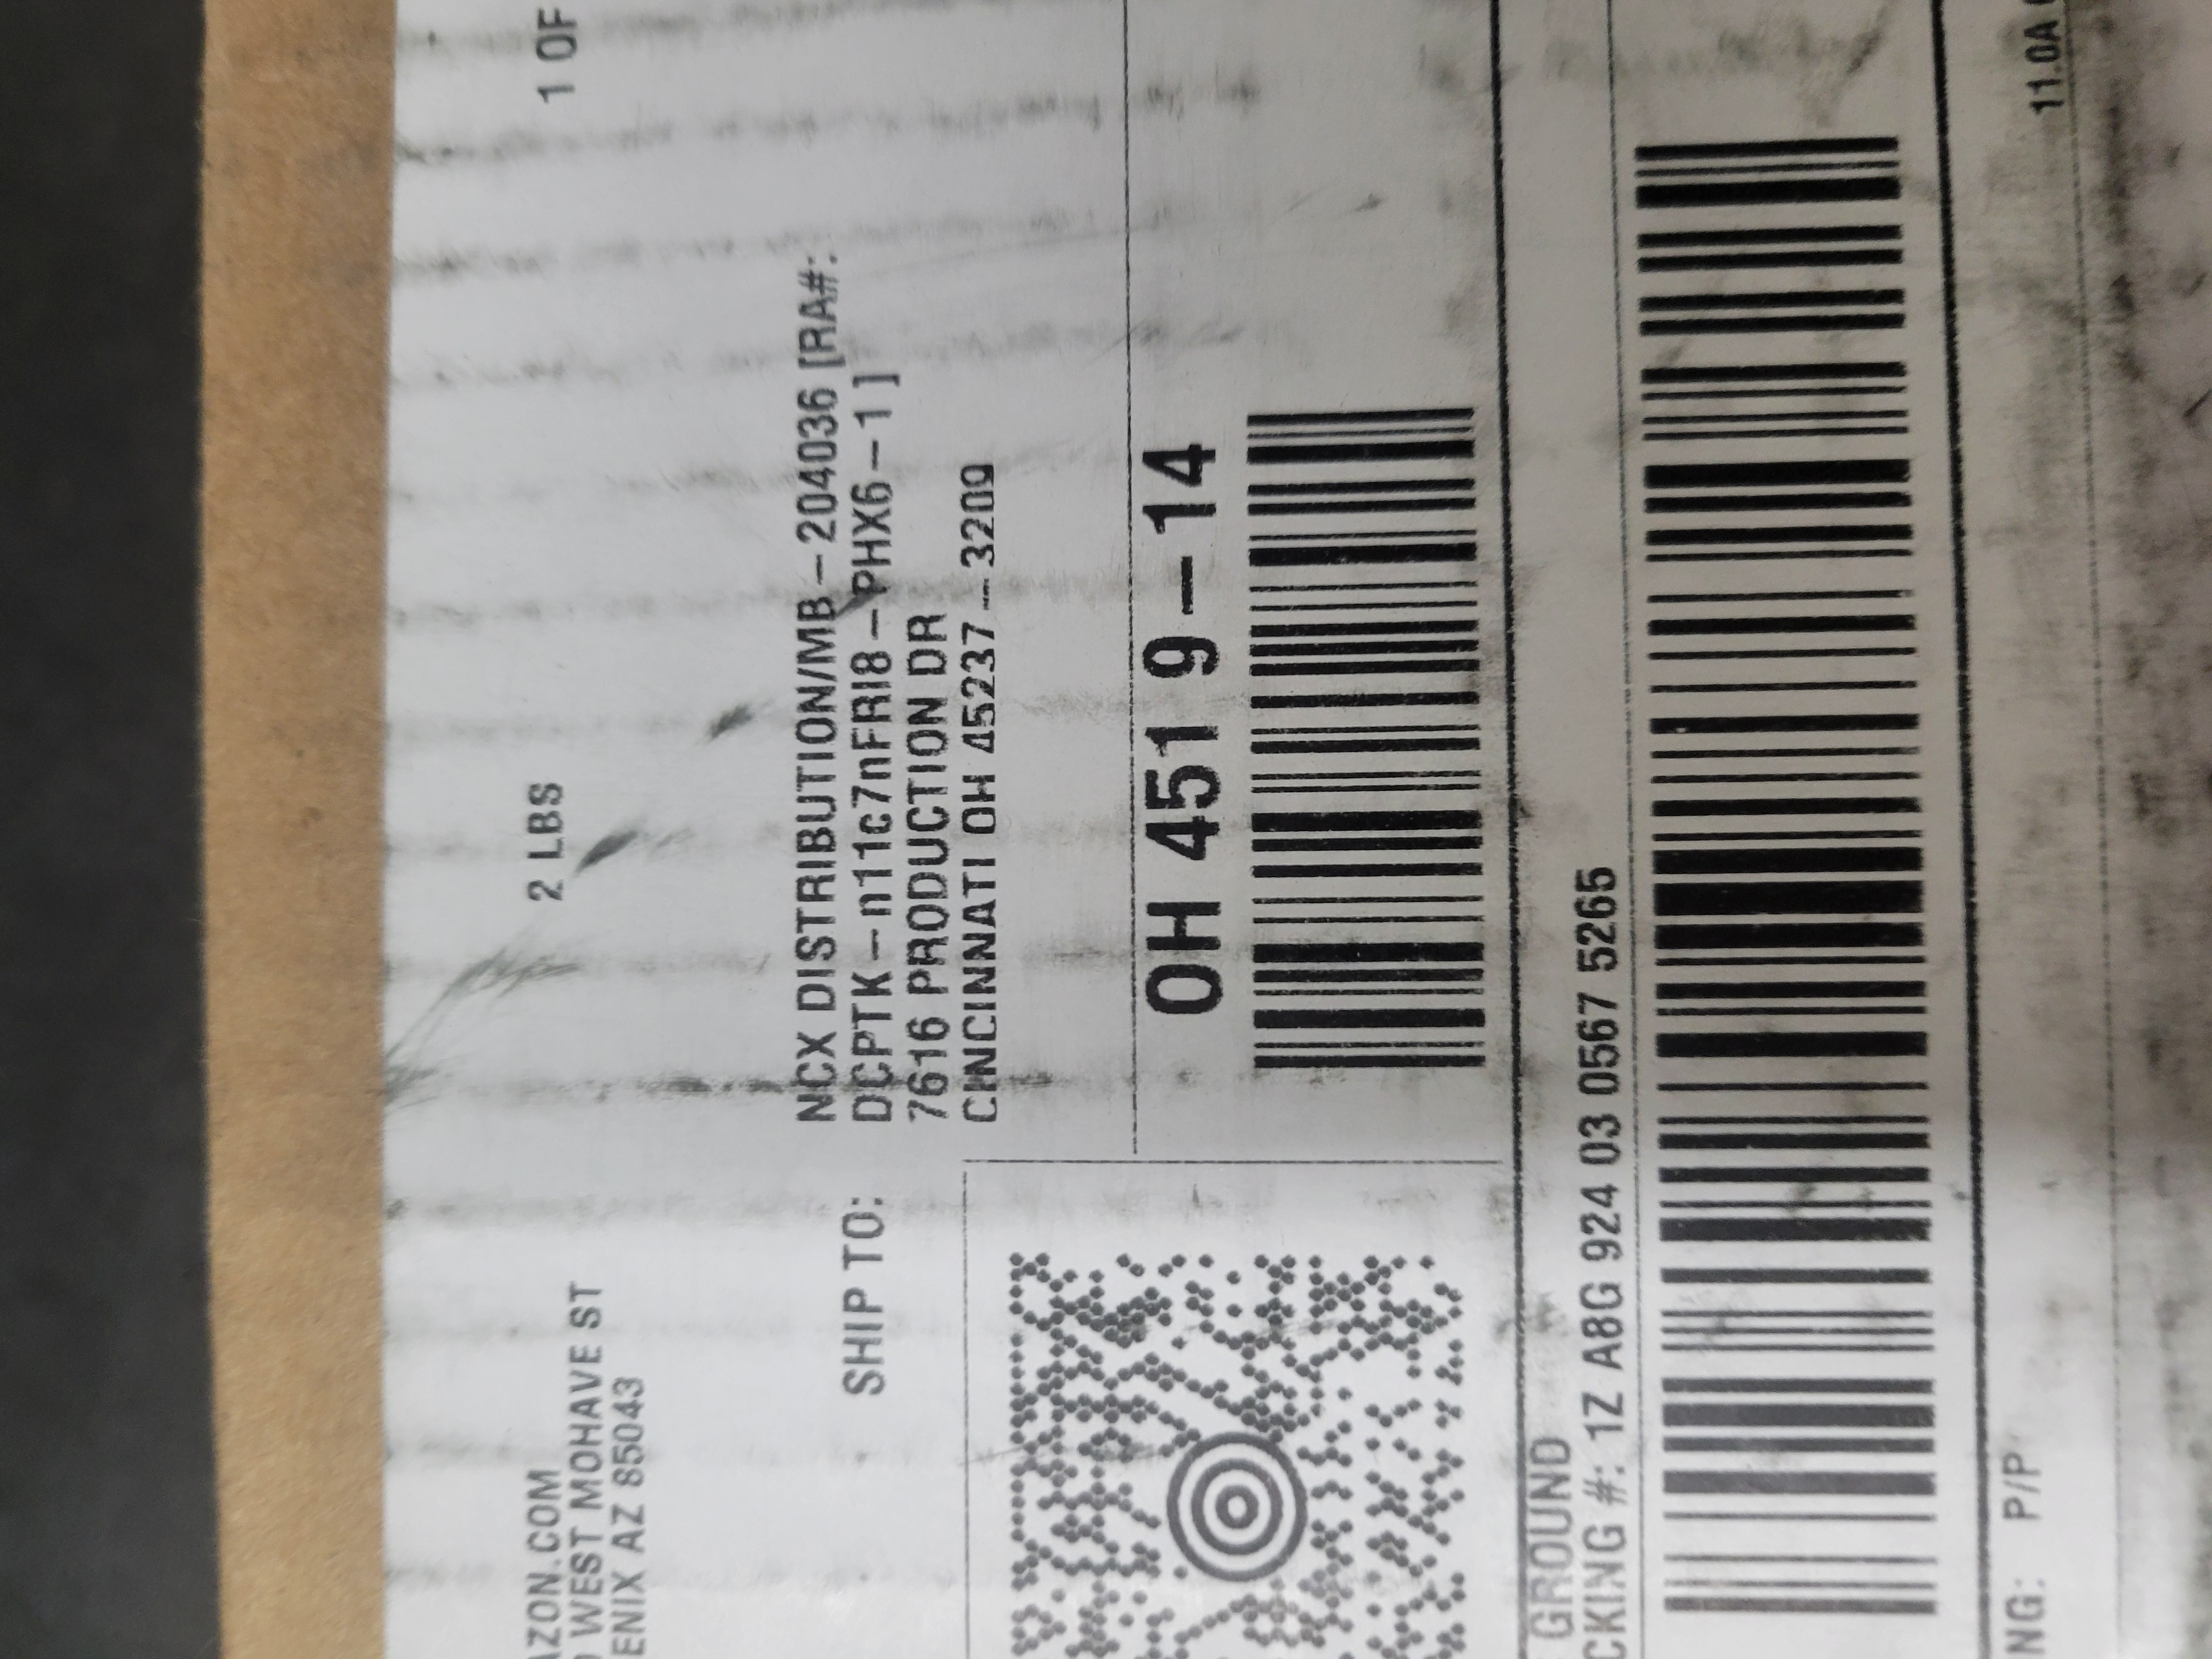 AZON.COM
WEST MOHAVE ST
ENIX AZ 85043
2 LBS
1 OF
SHIP TO:
NCX DISTRIBUTION/MB-204036 [RA#:
DCPTK-n11c7nFRI8-PHX6-1]
7616 PRODUCTION DR
CINCINNATI OH 45237-3209
OH 451 9-14
GROUND
CKING #: 1Z A8G 924 03 0567 5265
NG: P/P
11.0A